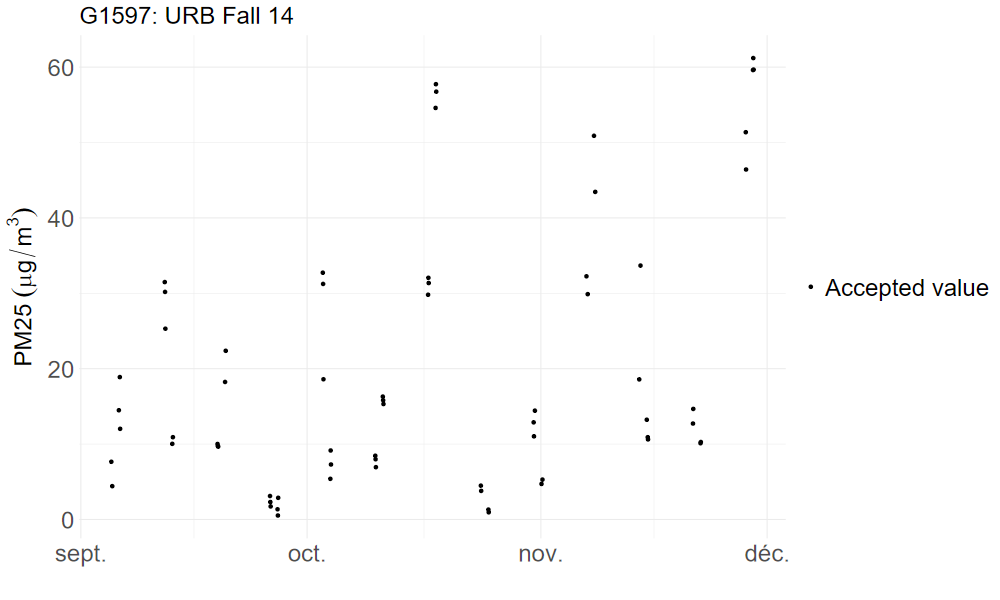 G1597: URB Fall 14
PM25 (μg/m³)
60
40
20
0
sept.
oct.
nov.
déc.
Accepted value